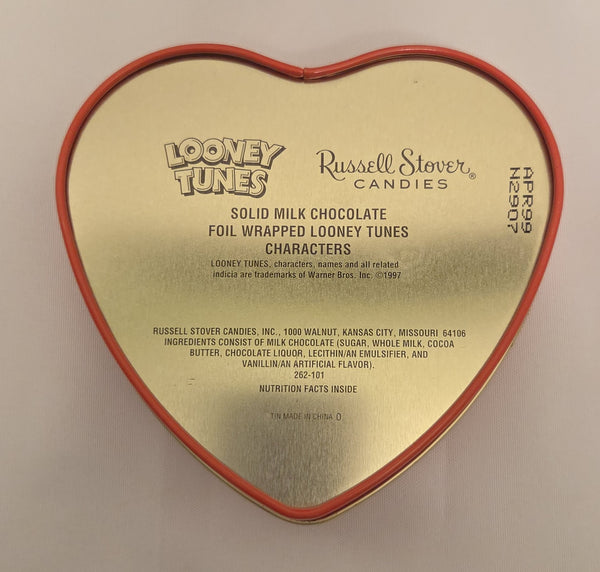 LOONEY
TUNES
Russell Stover®
CANDIES
APR99
N2907
SOLID MILK CHOCOLATE
FOIL WRAPPED LOONEY TUNES
CHARACTERS
LOONEY TUNES, characters, names and all related
indicia are trademarks of Warner Bros. Inc. ©1997
RUSSELL STOVER CANDIES, INC., 1000 WALNUT, KANSAS CITY, MISSOURI 64106
INGREDIENTS CONSIST OF MILK CHOCOLATE (SUGAR, WHOLE MILK, COCOA
BUTTER, CHOCOLATE LIQUOR, LECITHIN/AN EMULSIFIER, AND
VANILLIN/AN ARTIFICIAL FLAVOR).
262-101
NUTRITION FACTS INSIDE
TIN MADE IN CHINA D